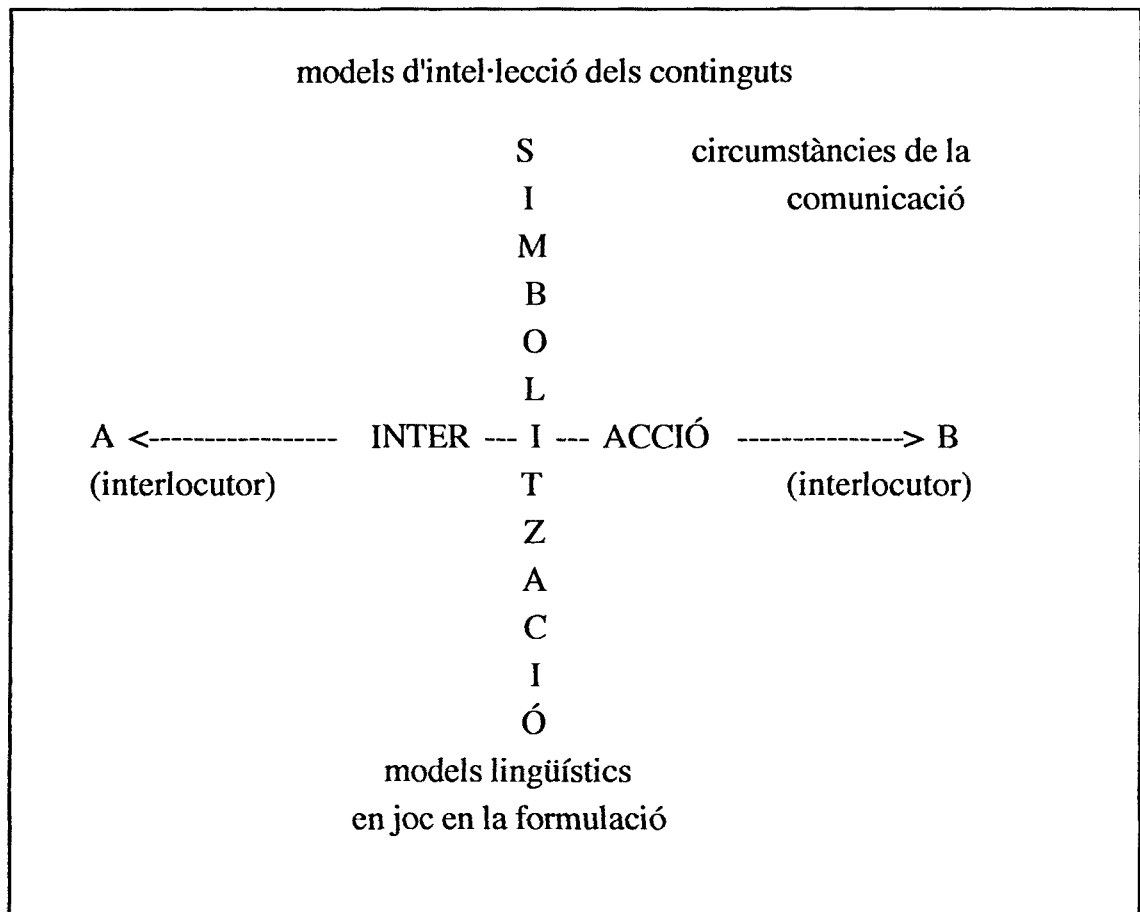 models d'intel·lecció dels continguts
S circumstàncies de la
I comunicació
M
B
O
L
A <----------------- INTER --- I --- ACCIÓ ---------------> B
(interlocutor) T (interlocutor)
Z
A
C
I
Ó
models lingüístics
en joc en la formulació